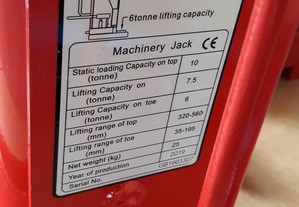 6tonne lifting capacity
Machinery Jack CE
Static loading Capacity on top 10
(tonne)
Lifting Capacity on 7.5
(tonne)
Lifting Capacity on toe 6
(tonne)
Lifting range of top 320-560
(mm)
Lifting range of toe 35-195
(mm)
Net weight (kg) 25
Year of production 2019
Serial No. GB1903307